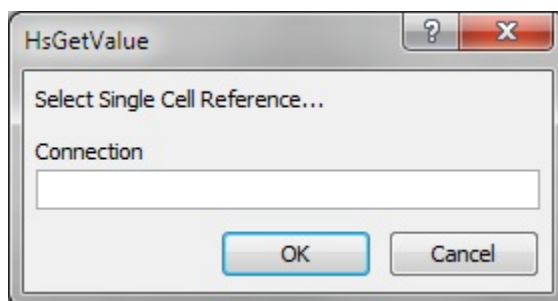 HsGetValue
?
X
Select Single Cell Reference...
Connection
OK Cancel